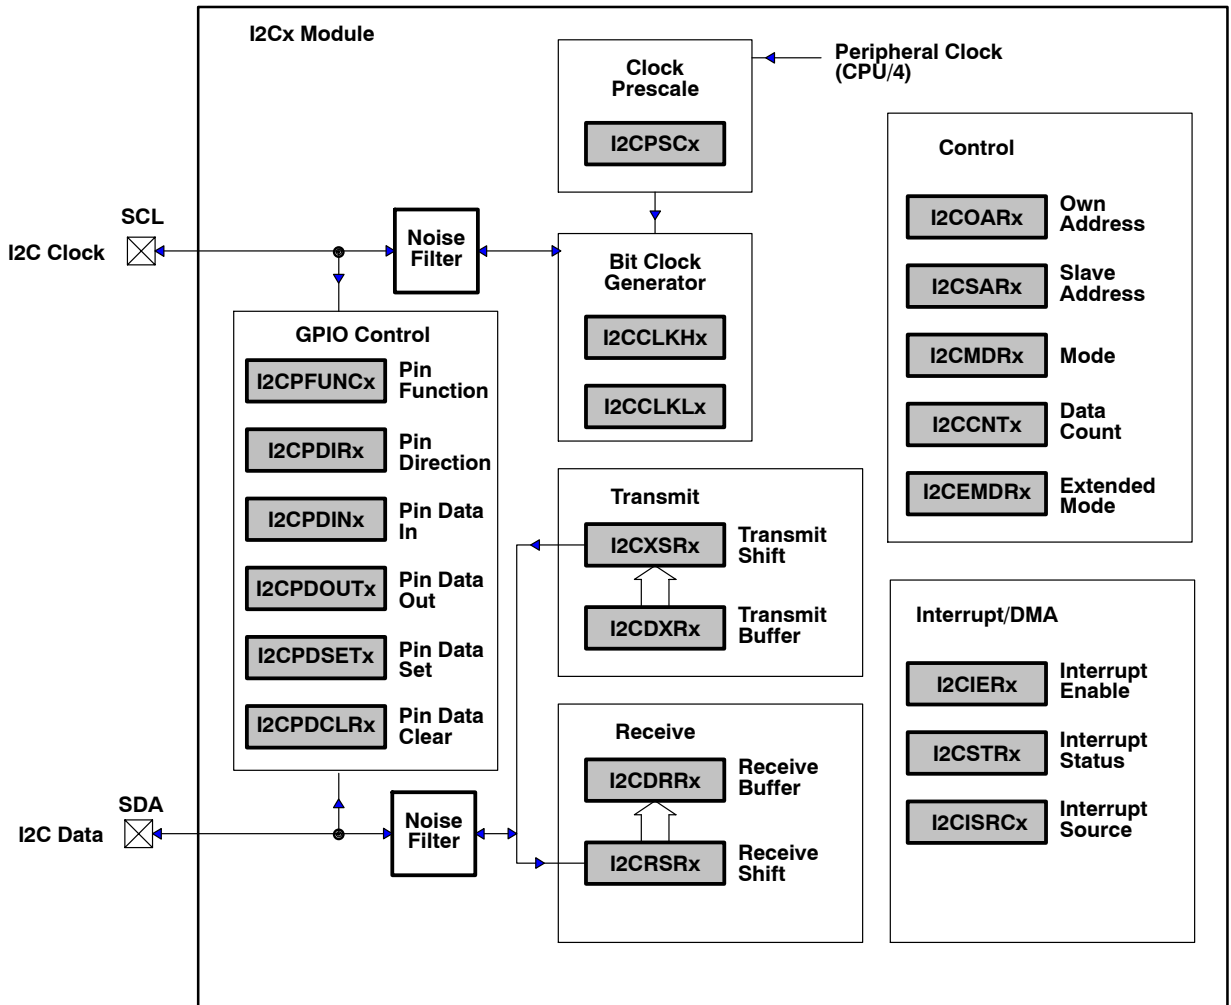 I2Cx Module
Peripheral Clock
(CPU/4)
Clock
Prescale
I2CPSCx
SCL
I2C Clock
Noise
Filter
Bit Clock
Generator
I2CCLKHx
I2CCLKLx
GPIO Control
I2CPFUNCx
Pin
Function
I2CPDIRx
Pin
Direction
I2CPDINx
Pin Data
In
I2CPDOUTx
Pin Data
Out
I2CPDSETx
Pin Data
Set
I2CPDCLRx
Pin Data
Clear
SDA
I2C Data
Noise
Filter
Transmit
I2CXSRx
Transmit
Shift
I2CDXRx
Transmit
Buffer
Receive
I2CDRRx
Receive
Buffer
I2CRSRx
Receive
Shift
Control
I2COARx
Own
Address
I2CSARx
Slave
Address
I2CMDRx
Mode
I2CCNTx
Data
Count
I2CEMDRx
Extended
Mode
Interrupt/DMA
I2CIERx
Interrupt
Enable
I2CSTRx
Interrupt
Status
I2CISRCx
Interrupt
Source